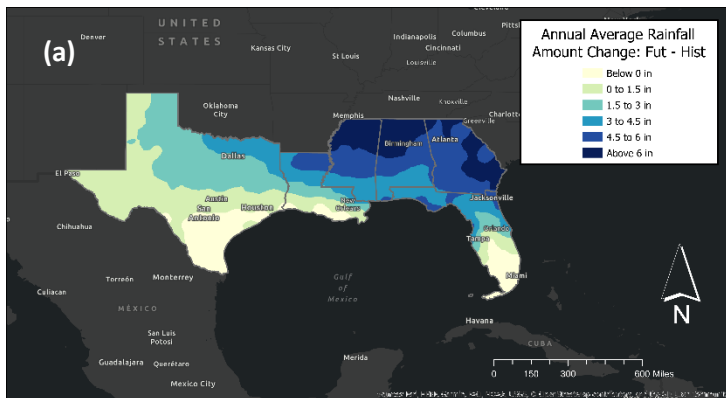 (a)
UNITED
STATES
Denver
Kansas City
St Louis
Indianapolis
Columbus
Cincinnati
Louisville
Nashville
Knoxville
Charlotte
Greenville
Memphis
Oklahoma
City
Birmingham
Atlanta
Dallas
El Paso
Austin
San
Antonio
Houston
New
Orleans
Jacksonville
Orlando
Tampa
Miami
Chihuahua
Gulf
of
Mexico
Torreón
Monterrey
Culiacan
MÉXICO
San Luis
Potosi
Guadalajara
Querétaro
Mexico City
Merida
Havana
CUBA
Annual Average Rainfall
Amount Change: Fut - Hist
Below 0 in
0 to 1.5 in
1.5 to 3 in
3 to 4.5 in
4.5 to 6 in
Above 6 in
N
0 150 300 600 Miles